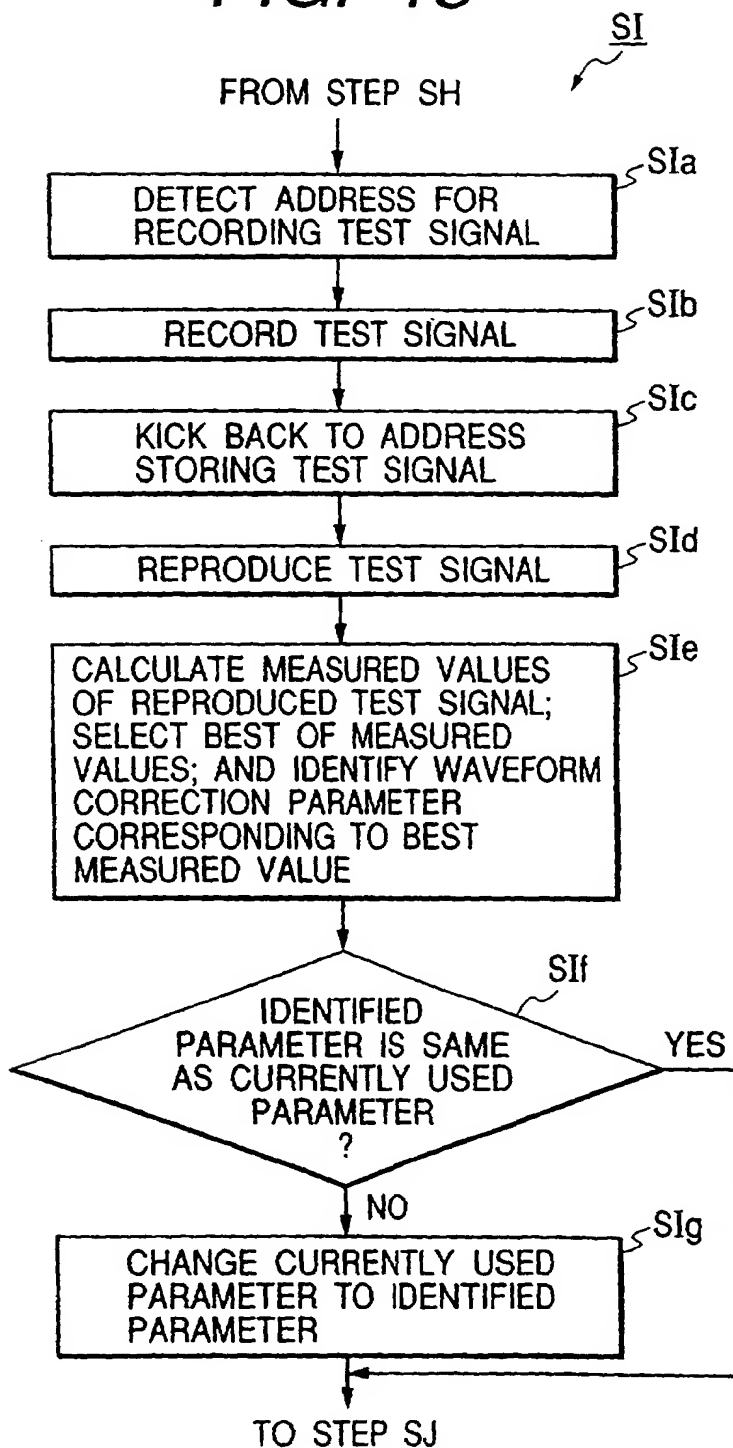 SI
FROM STEP SH
SIa
DETECT ADDRESS FOR
RECORDING TEST SIGNAL
SIb
RECORD TEST SIGNAL
SIc
KICK BACK TO ADDRESS
STORING TEST SIGNAL
SId
REPRODUCE TEST SIGNAL
SIe
CALCULATE MEASURED VALUES
OF REPRODUCED TEST SIGNAL;
SELECT BEST OF MEASURED
VALUES; AND IDENTIFY WAVEFORM
CORRECTION PARAMETER
CORRESPONDING TO BEST
MEASURED VALUE
SIf
IDENTIFIED
PARAMETER IS SAME
AS CURRENTLY USED
PARAMETER
?
YES
NO
SIg
CHANGE CURRENTLY USED
PARAMETER TO IDENTIFIED
PARAMETER
TO STEP SJ